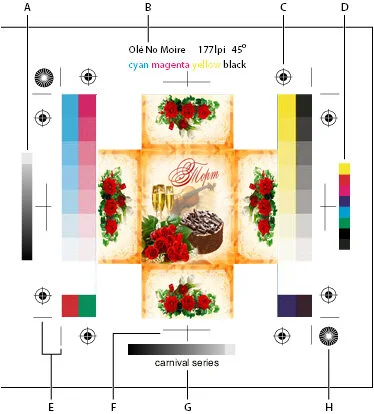 A B C D
Olé No Moire 177lpi 45°
cyan magenta yellow black
Торт
carnival series
E F G H